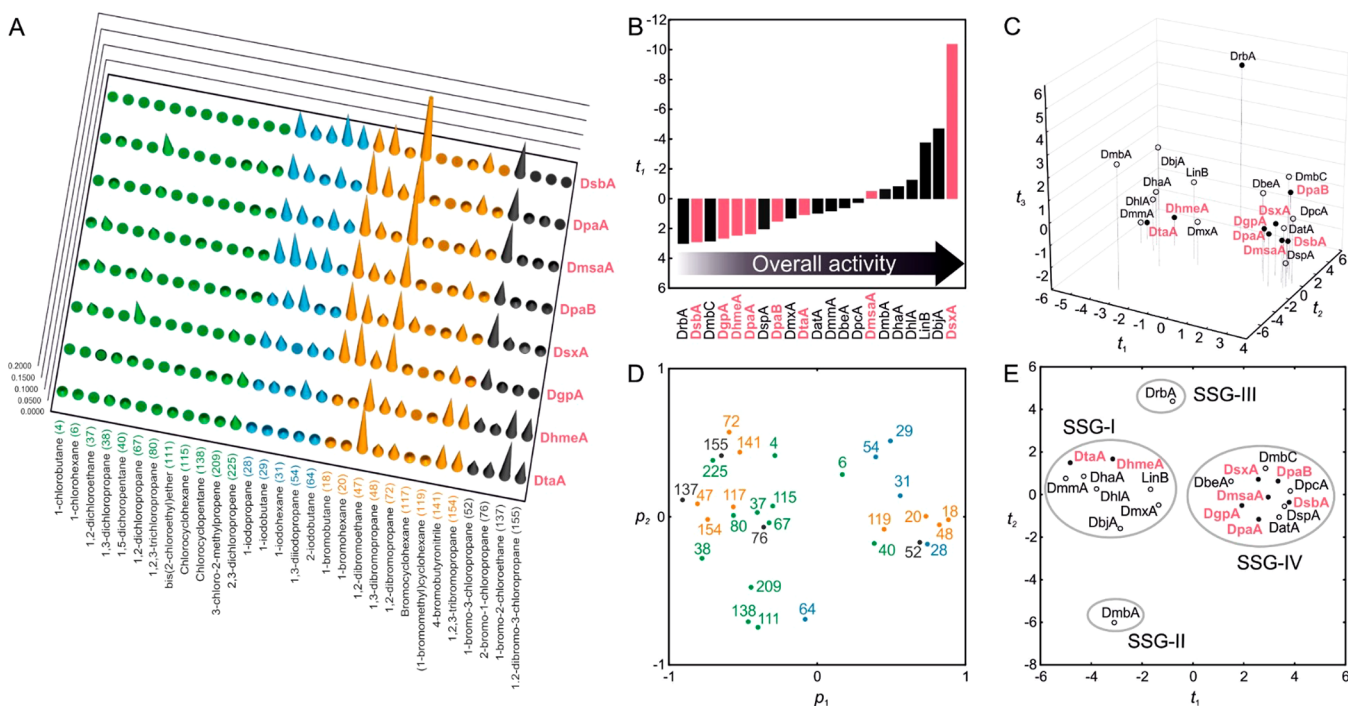 A
DsbA
DpaA
DmsaA
DpaB
DsxA
DgpA
DhmeA
DtaA
0.2000
0.1500
0.1000
0.0500
0.0000
1-chlorobutane (4)
1-chlorohexane (6)
1,2-dichloroethane (37)
1,3-dichloropropane (38)
1.5-dichloropentane (40)
1,2-dichloropropane (67)
1,2,3-trichloropropane (80)
bis(2-chloroethyl)ether (111)
Chlorocyclohexane (115)
Chlorocyclopentane (138)
3-chloro-2-methylpropene (209)
2,3-dichloropropene (225)
1-iodopropane (28)
1-iodobutane (29)
1-iodohexane (31)
1,3-diiodopropane (54)
2-iodobutane (64)
1-bromobutane (18)
1-bromohexane (20)
1,2-dibromoethane (47)
1,3-dibromopropane (48)
1,2-dibromopropane (72)
Bromocyclohexane (117)
(1-bromomethyl)cyclohexane (119)
4-bromobutyronitrile (141)
1,2,3-tribromopropane (154)
1-bromo-3-chloropropane (52)
2-bromo-1-chloropropane (76)
1-bromo-2-chloroethane (137)
1,2-dibromo-3-chloropropane (155)
B
-12
-10
-8
-6
-4
-2
0
2
4
6
t1
Overall activity
DrbA
DsbA
DmbC
DgpA
DhmeA
DpaA
DspA
DpaB
DmxA
DtaA
DatA
DmmA
DbeA
DpcA
DmsaA
DmbA
DhaA
DhlA
LinB
DbjA
DsxA
C
DrbA
6
5
4
3
2
1
0
-1
-2
t3
DmbA
DbjA
DhaA
LinB
DhlA
DmmA
DtaA
DhmeA
DmxA
DbeA
DmbC
DpaB
DsxA
DpcA
DgpA
DatA
DpaA
DsbA
DmsaA
DspA
-6
-5
-4
-3
-2
-1
0
1
2
3
4
t1
-6
-4
-2
0
2
4
6
t2
D
1
0
-1
p2
72
155
141
4
225
6
54
29
137
47
117
37
115
31
154
80
67
76
119
20
18
48
38
40
52
28
209
138
111
64
-1
0
1
p1
E
8
6
4
2
0
-2
-4
-6
-8
t2
DrbA
SSG-III
SSG-I
DtaA
DhmeA
DhaA
LinB
DmmA
DhlA
DmxA
DbjA
DmbC
DsxA
DpaB
DbeA
DpcA
DmsaA
DsbA
DgpA
DspA
DpaA
DatA
SSG-IV
DmbA
SSG-II
-6
-4
-2
0
2
4
6
t1